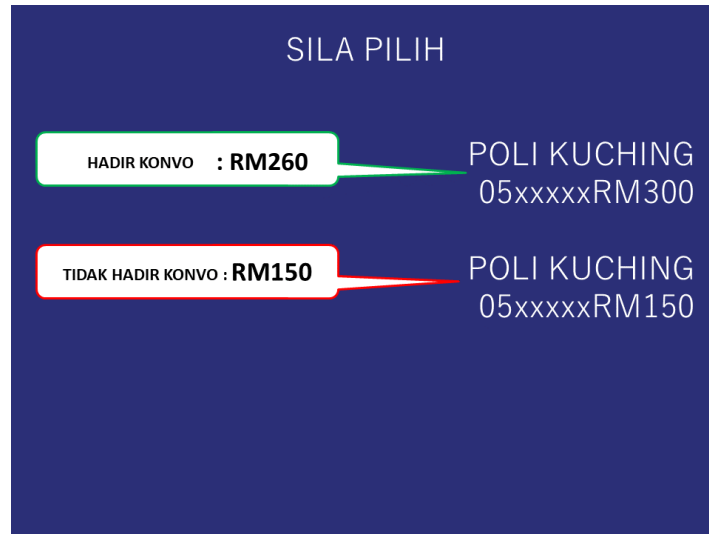 SILA PILIH
HADIR KONVO : RM260
POLI KUCHING
05xxxxxRM300
TIDAK HADIR KONVO : RM150
POLI KUCHING
05xxxxxRM150